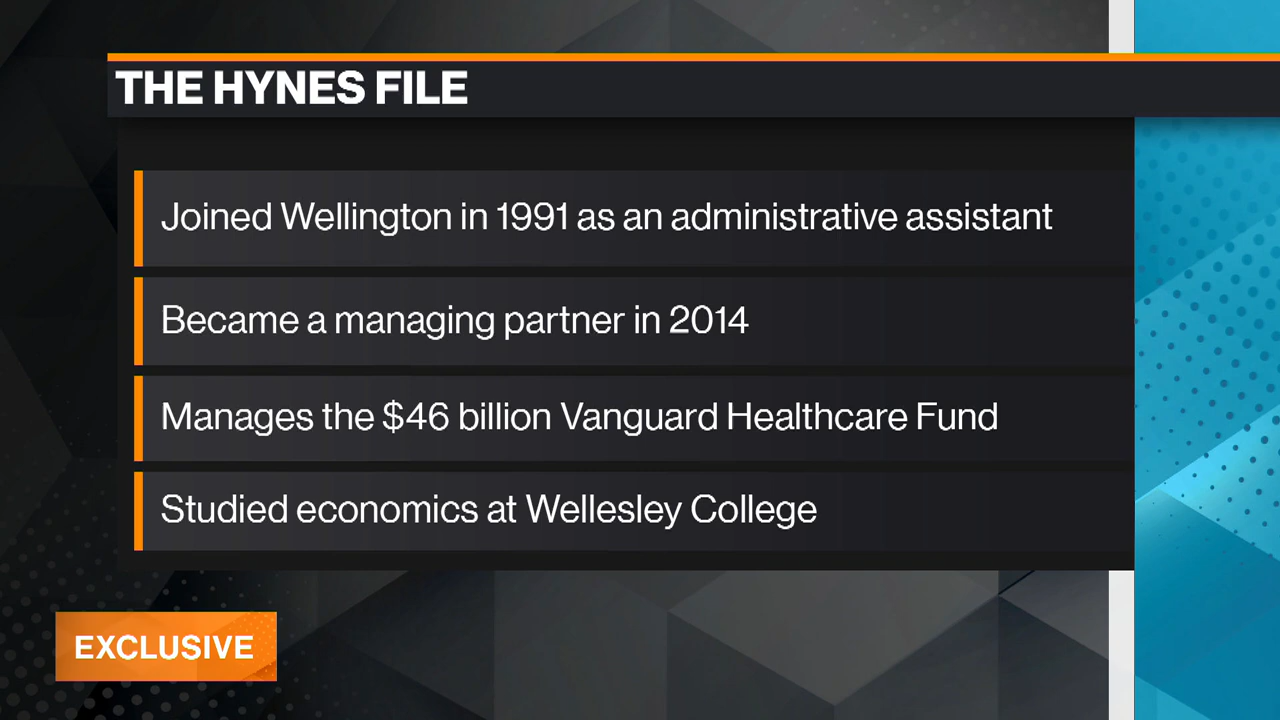 THE HYNES FILE
Joined Wellington in 1991 as an administrative assistant
Became a managing partner in 2014
Manages the $46 billion Vanguard Healthcare Fund
Studied economics at Wellesley College
EXCLUSIVE